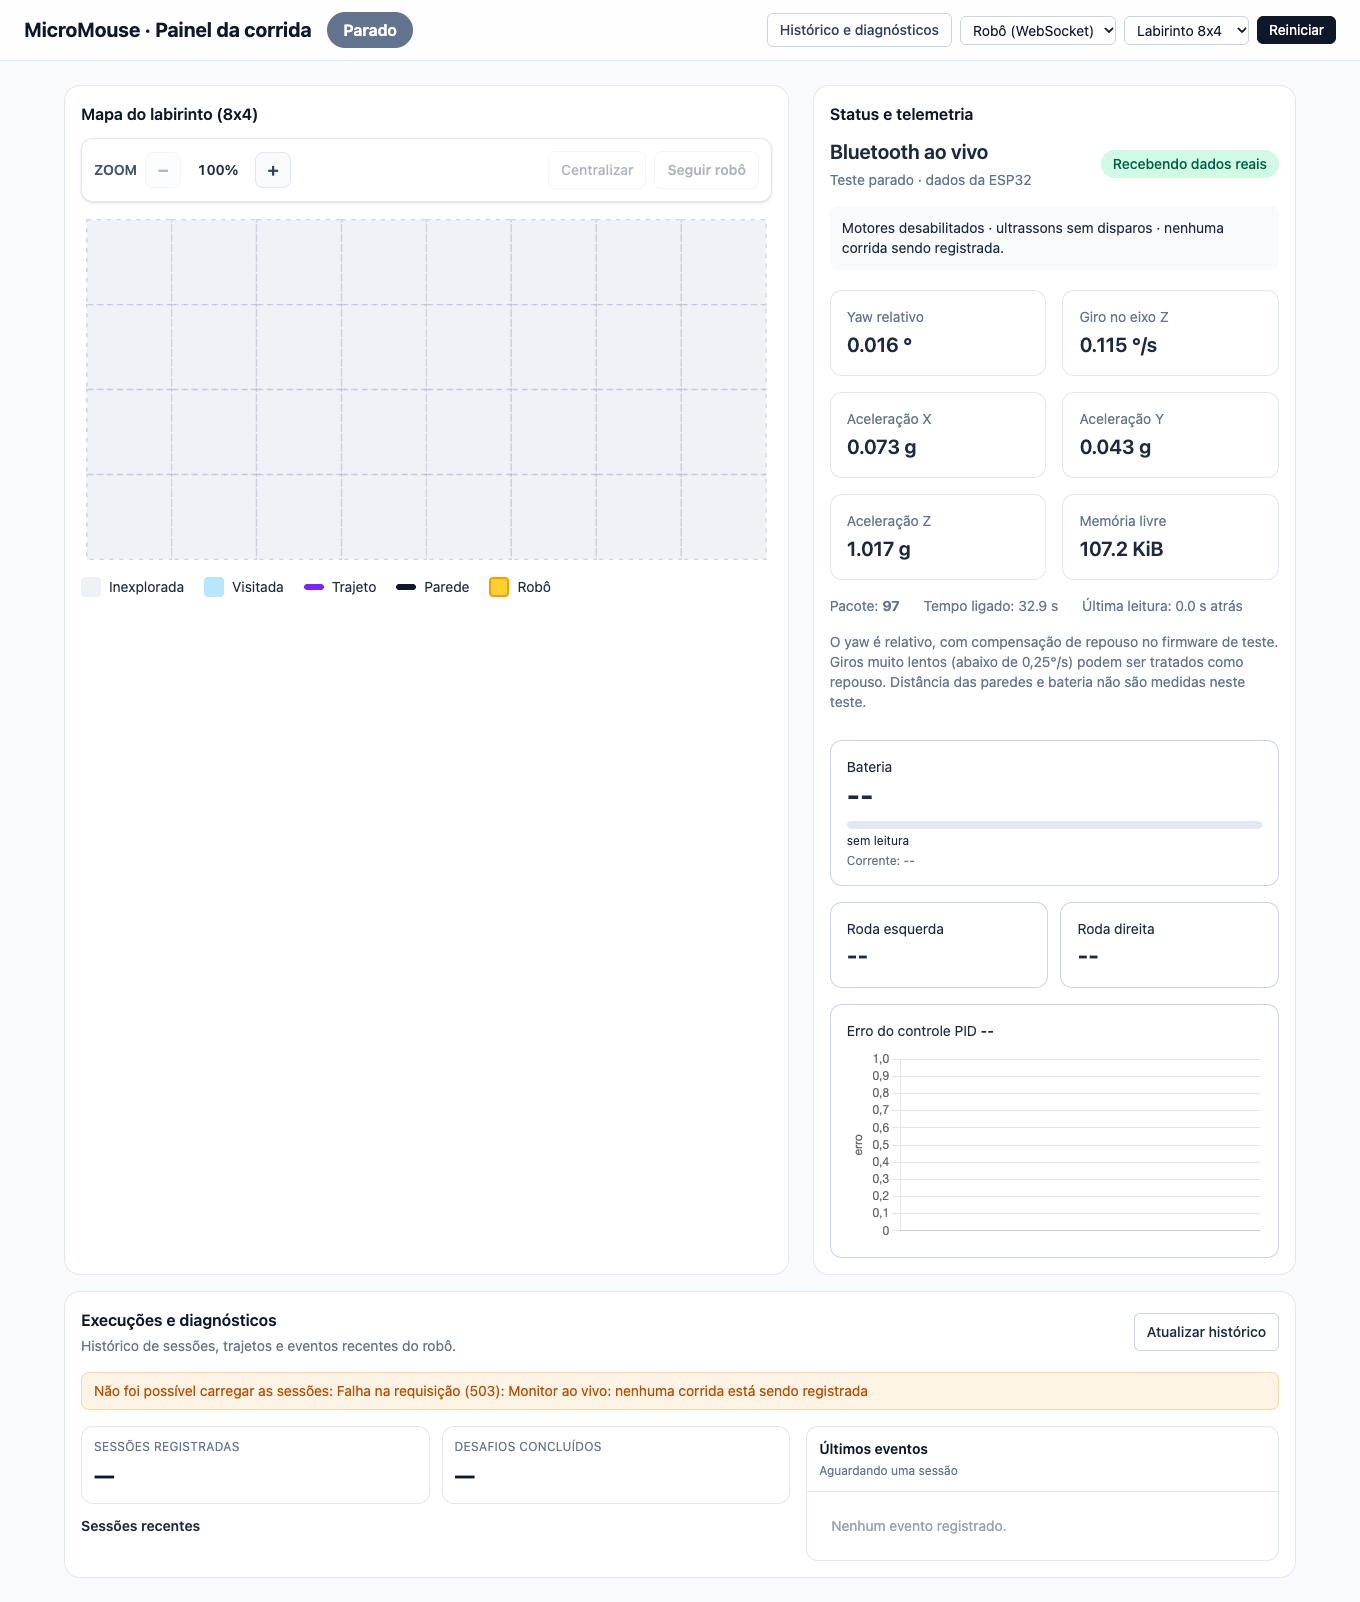 MicroMouse · Painel da corrida
Parado
Histórico e diagnósticos
Robô (WebSocket)
Labirinto 8x4
Reiniciar
Mapa do labirinto (8x4)
ZOOM − 100% +
Centralizar
Seguir robô
Inexplorada
Visitada
Trajeto
Parede
Robô
Status e telemetria
Bluetooth ao vivo
Teste parado · dados da ESP32
Recebendo dados reais
Motores desabilitados · ultrassons sem disparos · nenhuma
corrida sendo registrada.
Yaw relativo
0.016 °
Giro no eixo Z
0.115 °/s
Aceleração X
0.073 g
Aceleração Y
0.043 g
Aceleração Z
1.017 g
Memória livre
107.2 KiB
Pacote: 97 Tempo ligado: 32.9 s Última leitura: 0.0 s atrás
O yaw é relativo, com compensação de repouso no firmware de teste.
Giros muito lentos (abaixo de 0,25°/s) podem ser tratados como
repouso. Distância das paredes e bateria não são medidas neste
teste.
Bateria
--
sem leitura
Corrente: --
Roda esquerda
--
Roda direita
--
Erro do controle PID --
erro
1,0
0,9
0,8
0,7
0,6
0,5
0,4
0,3
0,2
0,1
0
Execuções e diagnósticos
Histórico de sessões, trajetos e eventos recentes do robô.
Atualizar histórico
Não foi possível carregar as sessões: Falha na requisição (503): Monitor ao vivo: nenhuma corrida está sendo registrada
SESSÕES REGISTRADAS
—
DESAFIOS CONCLUÍDOS
—
Sessões recentes
Últimos eventos
Aguardando uma sessão
Nenhum evento registrado.